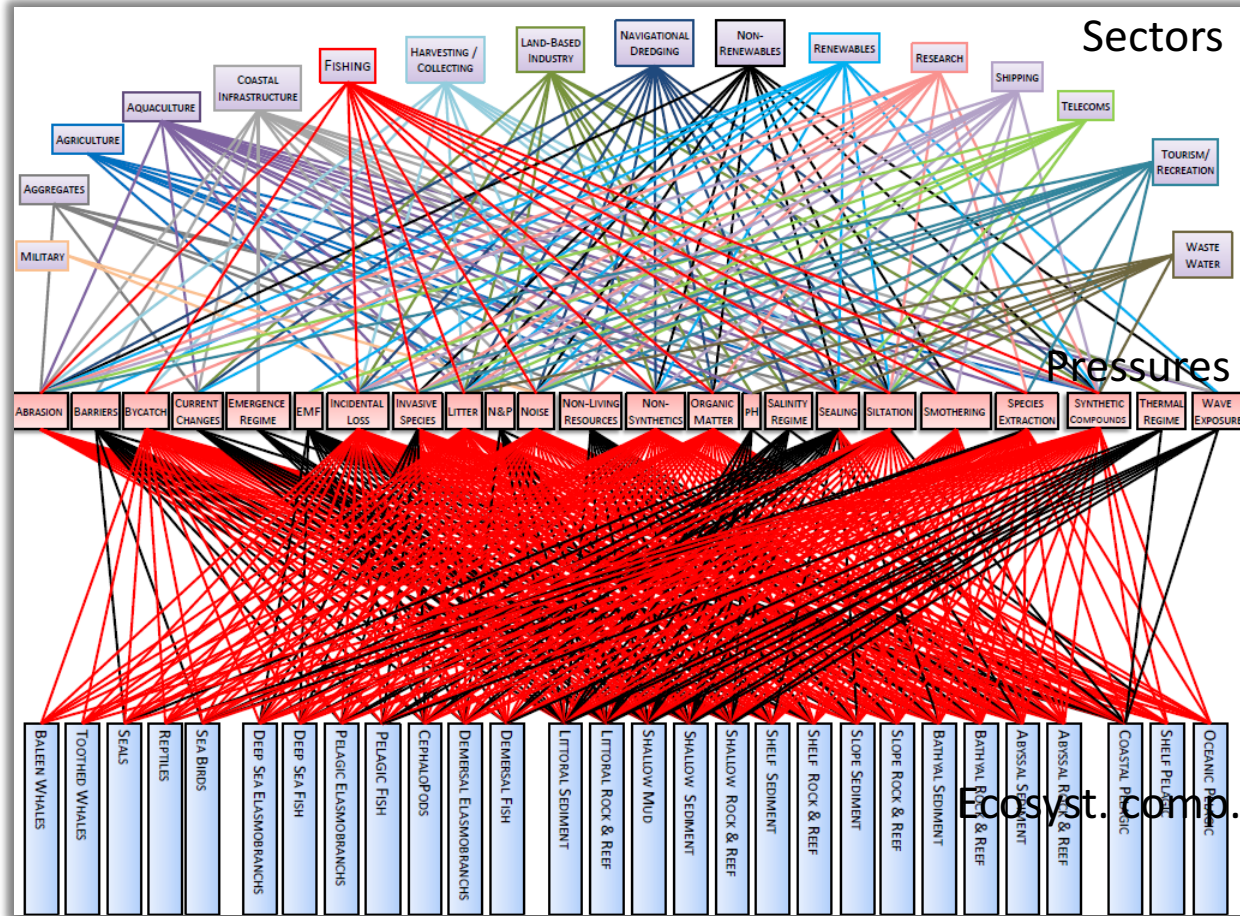 Sectors
MILITARY
AGGREGATES
AGRICULTURE
AQUACULTURE
COASTAL
INFRASTRUCTURE
FISHING
HARVESTING /
COLLECTING
LAND-BASED
INDUSTRY
NAVIGATIONAL
DREDGING
NON-
RENEWABLES
RENEWABLES
RESEARCH
SHIPPING
TELECOMS
TOURISM/
RECREATION
WASTE
WATER
Pressures
ABRASION
BARRIERS
BYCATCH
CURRENT
CHANGES
EMERGENCE
REGIME
EMF
INCIDENTAL
LOSS
INVASIVE
SPECIES
LITTER
N&P
NOISE
NON-LIVING
RESOURCES
NON-
SYNTHETICS
ORGANIC
MATTER
PH
SALINITY
REGIME
SEALING
SILTATION
SMOTHERING
SPECIES
EXTRACTION
SYNTHETIC
COMPOUNDS
THERMAL
REGIME
WAVE
EXPOSURE
BALEEN WHALES
TOOTHED WHALES
SEALS
REPTILES
SEA BIRDS
DEEP SEA ELASMOBRANCHS
DEEP SEA FISH
PELAGIC ELASMOBRANCHS
PELAGIC FISH
CEPHALOPODS
DEMERSAL ELASMOBRANCHS
DEMERSAL FISH
LITTORAL SEDIMENT
LITTORAL ROCK & REEF
SHALLOW MUD
SHALLOW SEDIMENT
SHALLOW ROCK & REEF
SHELF SEDIMENT
SHELF ROCK & REEF
SLOPE SEDIMENT
SLOPE ROCK & REEF
BATHYAL SEDIMENT
BATHYAL ROCK & REEF
ABYSSAL SEDIMENT
ABYSSAL ROCK & REEF
COASTAL PELAGIC
SHELF PELAGIC
OCEANIC PELAGIC
Ecosyst. comp.